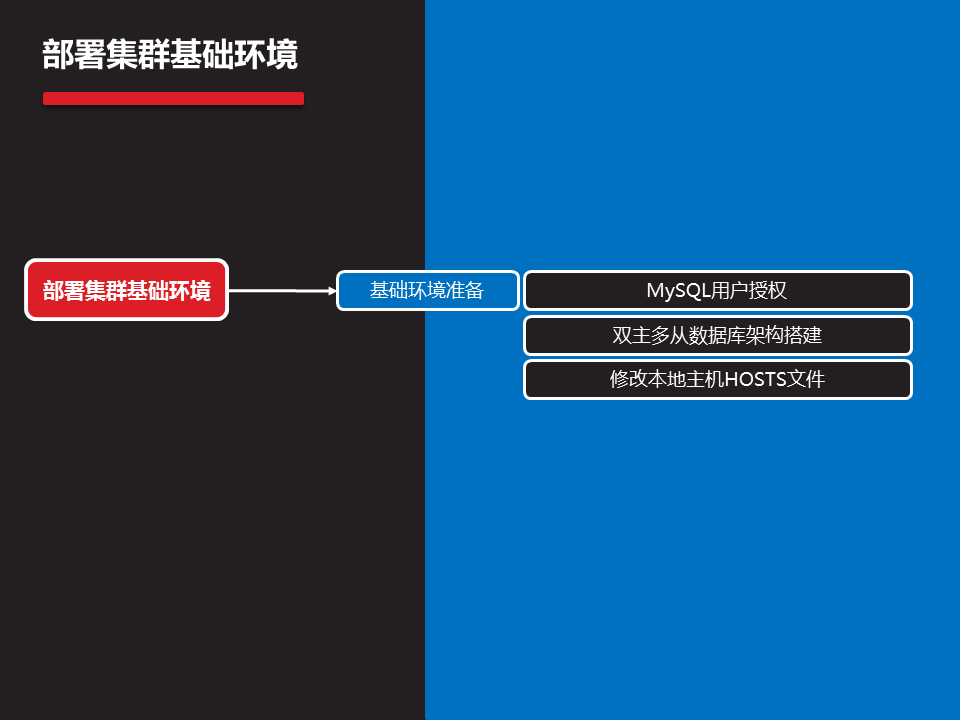 部署集群基础环境
部署集群基础环境
基础环境准备
MySQL用户授权
双主多从数据库架构搭建
修改本地主机HOSTS文件